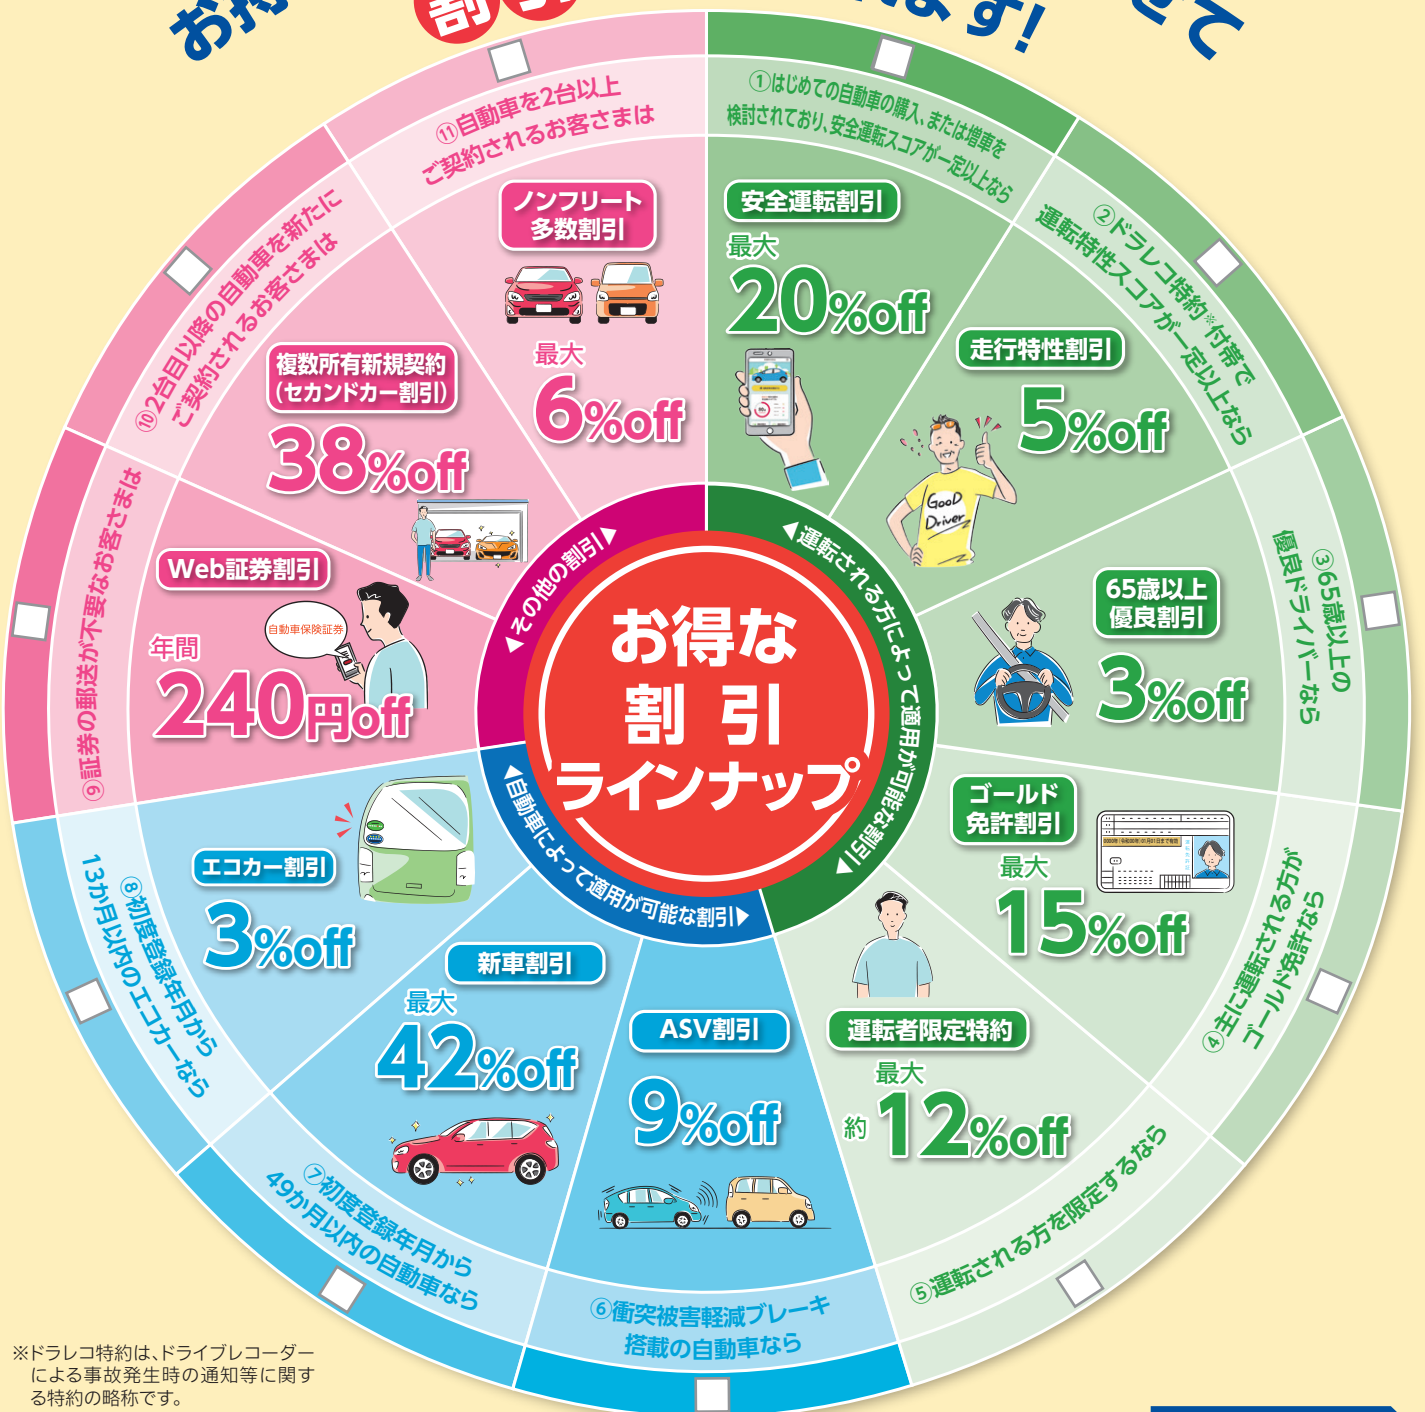 お
割
ます!
せて
①はじめての自動車の購入、または増車を
検討されており、安全運転スコアが一定以上なら
安全運転割引
最大
20%off
②ドラレコ特約※付帯で
運転特性スコアが一定以上なら
走行特性割引
5%off
GooD
Driver
③65歳以上の
優良ドライバーなら
65歳以上
優良割引
3%off
④主に運転される方が
ゴールド免許なら
ゴールド
免許割引
最大
15%off
⑤運転される方を限定するなら
運転者限定特約
最大
約12%off
⑥衝突被害軽減ブレーキ
搭載の自動車なら
ASV割引
9%off
⑦初度登録年月から
49か月以内の自動車なら
新車割引
最大
42%off
⑧初度登録年月から
13か月以内のエコカーなら
エコカー割引
3%off
⑨証券の郵送が不要なお客さまは
Web証券割引
自動車保険証券
年間
240円off
⑩2台目以降の自動車を新たに
ご契約されるお客さまは
複数所有新規契約
(セカンドカー割引)
38%off
⑪自動車を2台以上
ご契約されるお客さまは
ノンフリート
多数割引
最大
6%off
◀その他の割引▶
◀運転される方によって適用が可能な割引▶
◀自動車によって適用が可能な割引▶
お得な
割引
ラインナップ
※ドラレコ特約は、ドライブレコーダー
による事故発生時の通知等に関す
る特約の略称です。